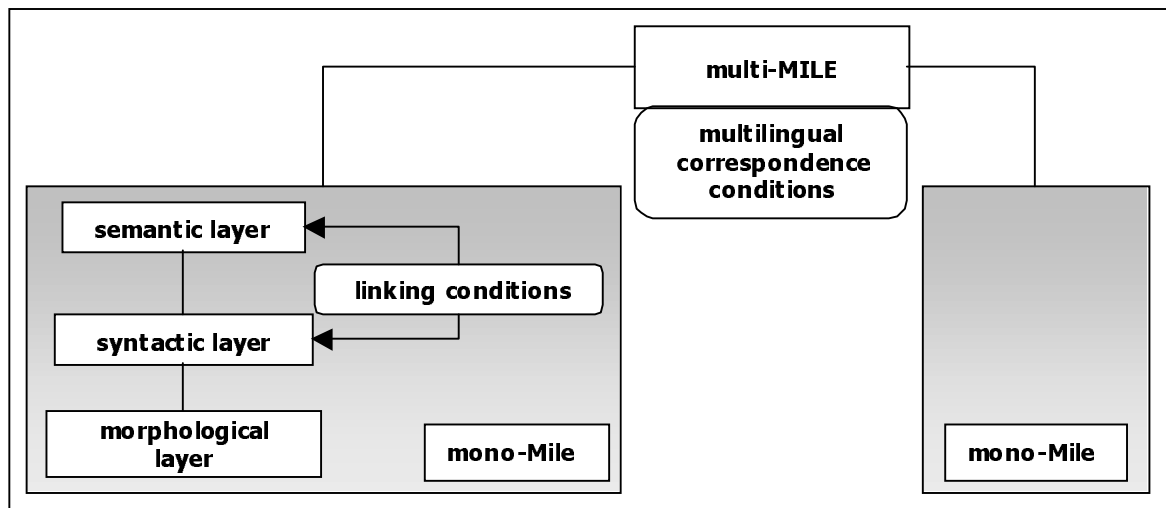 multi-MILE
multilingual
correspondence
conditions
semantic layer
linking conditions
syntactic layer
morphological
layer
mono-Mile
mono-Mile